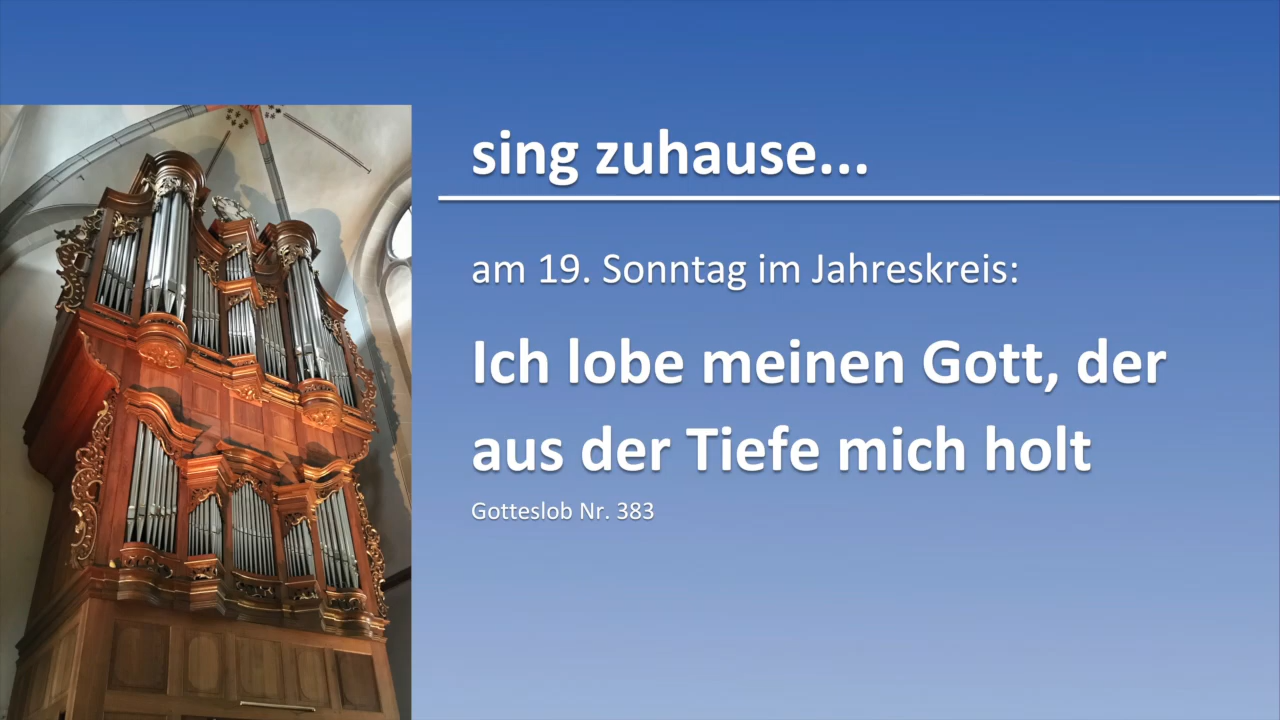 sing zuhause...
am 19. Sonntag im Jahreskreis:
Ich lobe meinen Gott, der
aus der Tiefe mich holt
Gotteslob Nr. 383